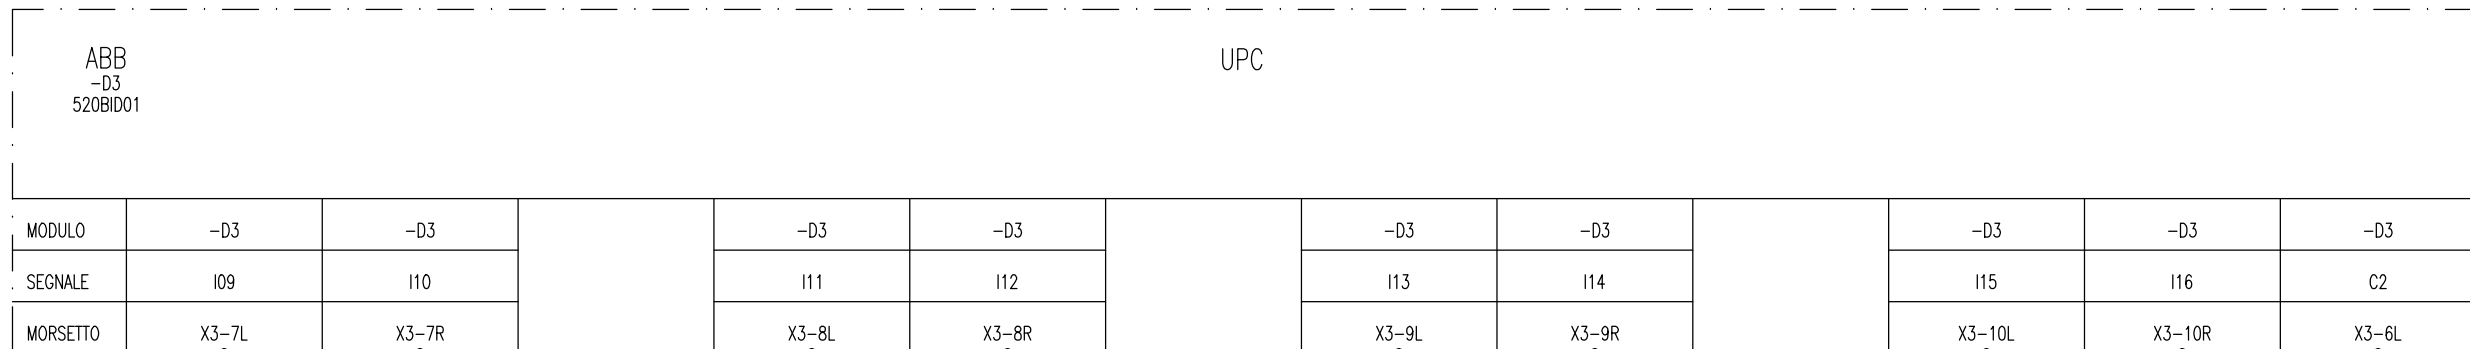 ABB
-D3
520BID01
UPC
MODULO -D3 -D3 -D3 -D3 -D3 -D3 -D3 -D3 -D3
SEGNALE I09 I10 I11 I12 I13 I14 I15 I16 C2
MORSETTO X3-7L X3-7R X3-8L X3-8R X3-9L X3-9R X3-10L X3-10R X3-6L